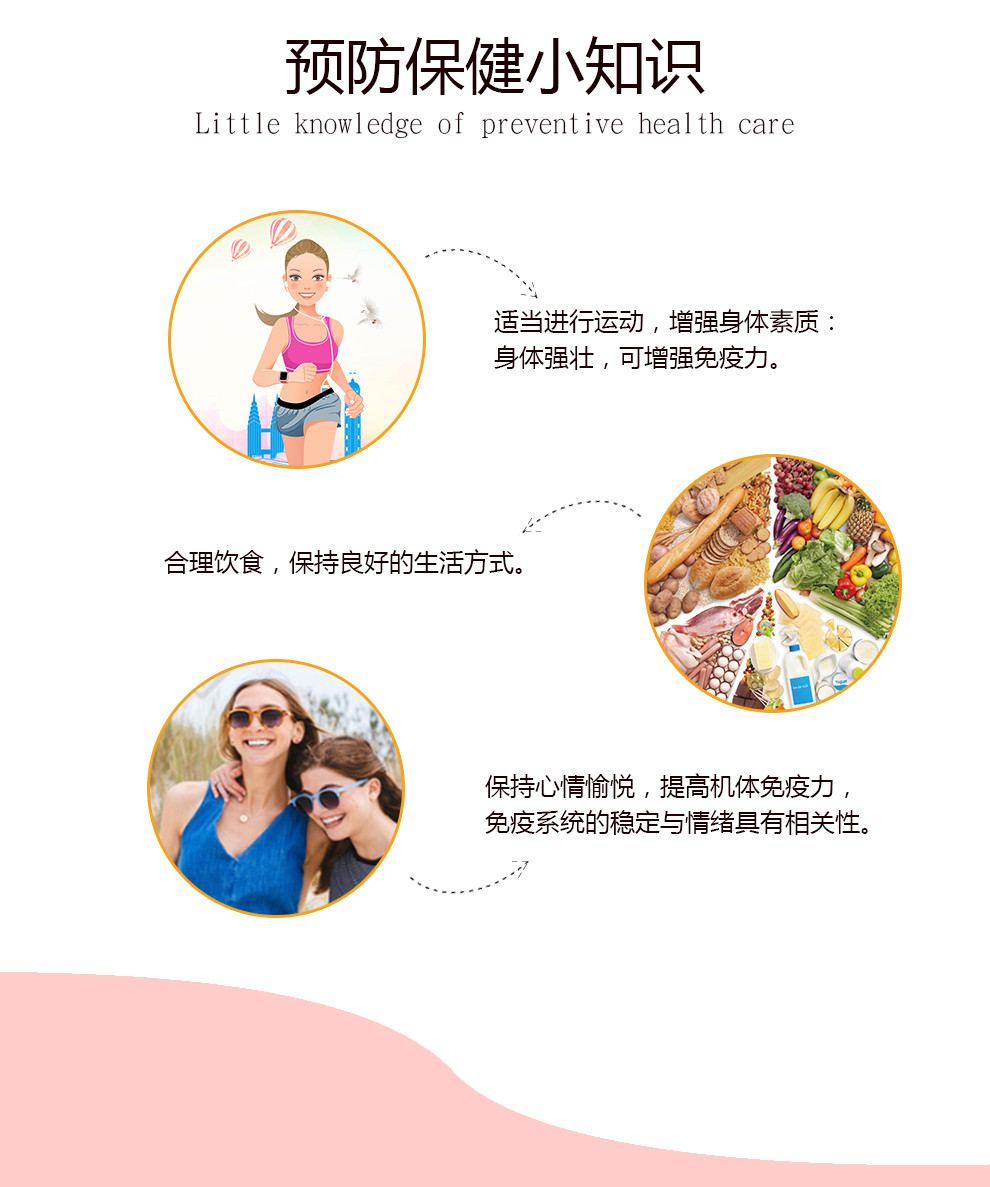 预防保健小知识
Little knowledge of preventive health care
适当进行运动，增强身体素质：
身体强壮，可增强免疫力。
合理饮食，保持良好的生活方式。
保持心情愉悦，提高机体免疫力，
免疫系统的稳定与情绪具有相关性。